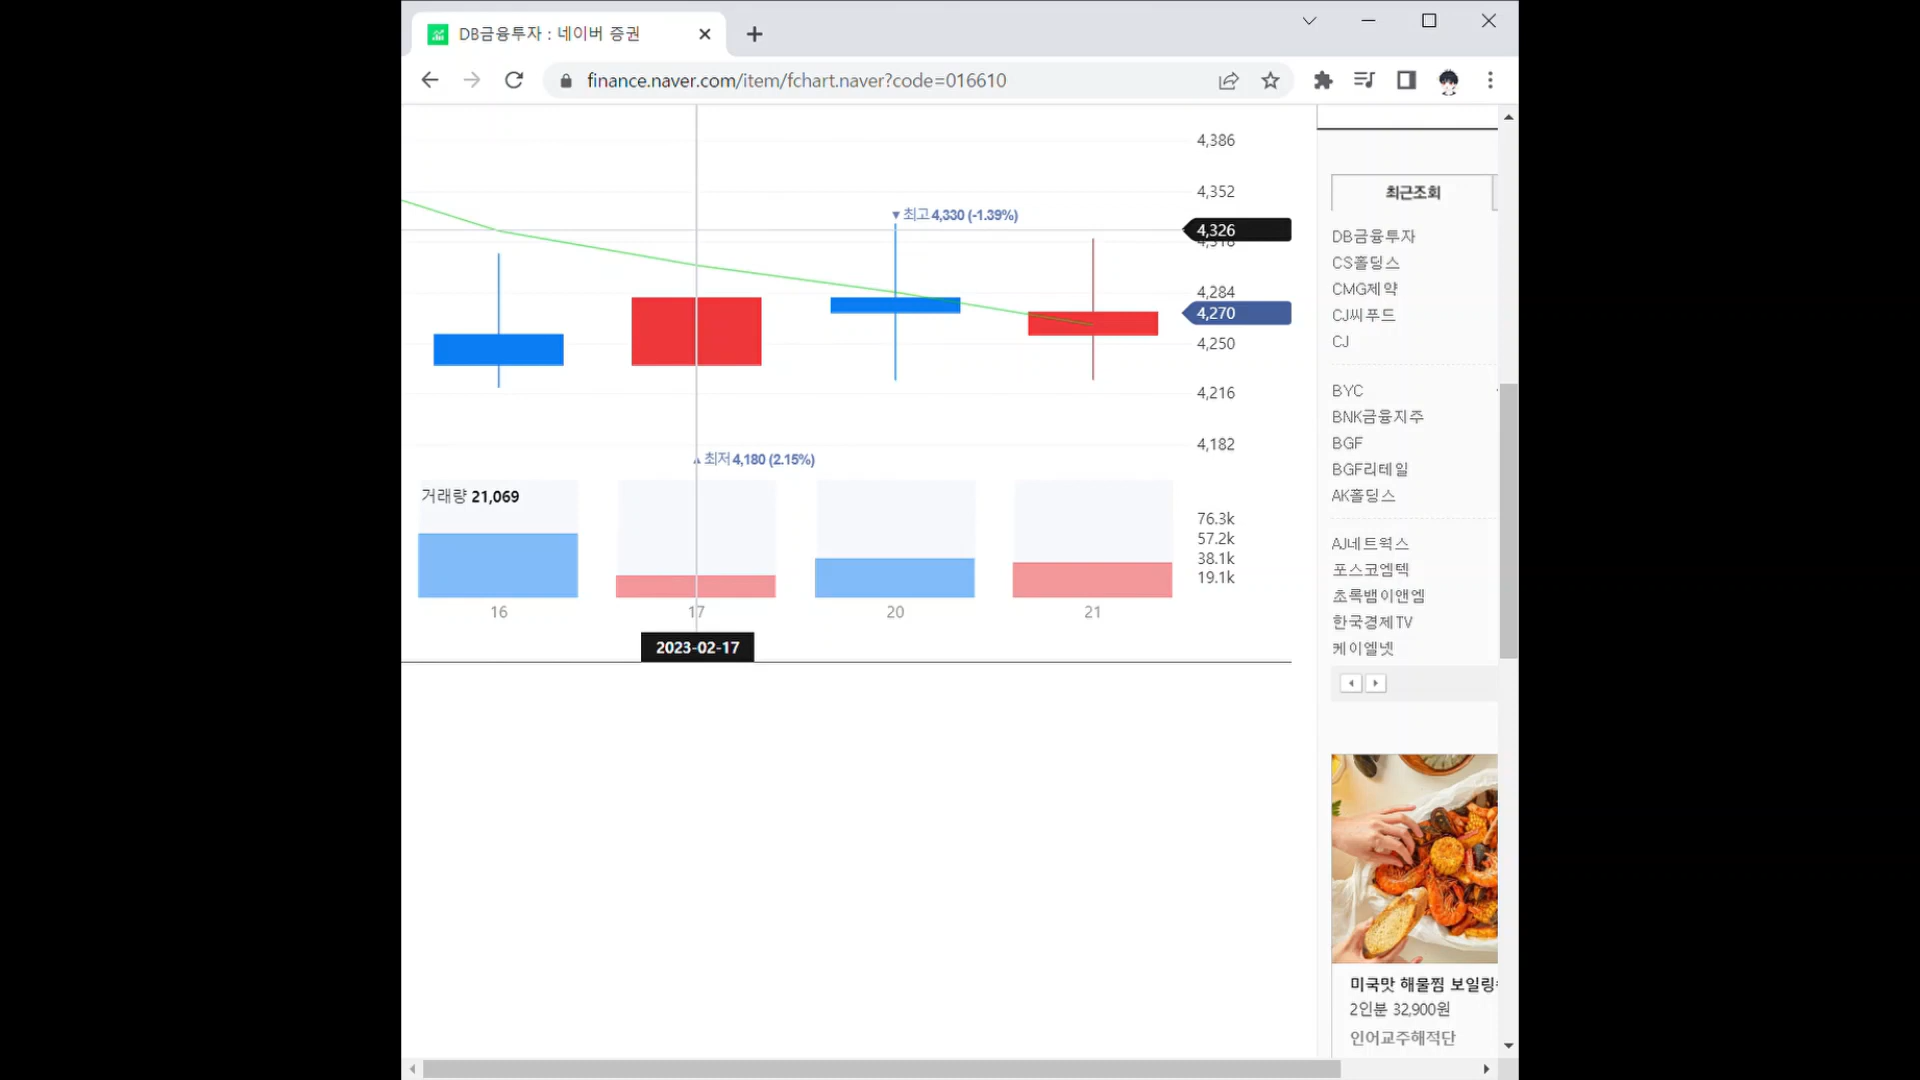 DB금융투자 : 네이버 증권
finance.naver.com/item/fchart.naver?code=016610
4,386
4,352
▼최고 4,330 (-1.39%)
4,326
4,318
4,284
4,270
4,250
4,216
4,182
▲최저 4,180 (2.15%)
거래량 21,069
76.3k
57.2k
38.1k
19.1k
16
17
20
21
2023-02-17
최근조회
DB금융투자
CS홀딩스
CMG제약
CJ씨푸드
CJ
BYC
BNK금융지주
BGF
BGF리테일
AK홀딩스
AJ네트웍스
포스코엠텍
초록뱀이앤엠
한국경제TV
케이엘넷
미국맛 해물찜 보일링
2인분 32,900원
인어교주해적단